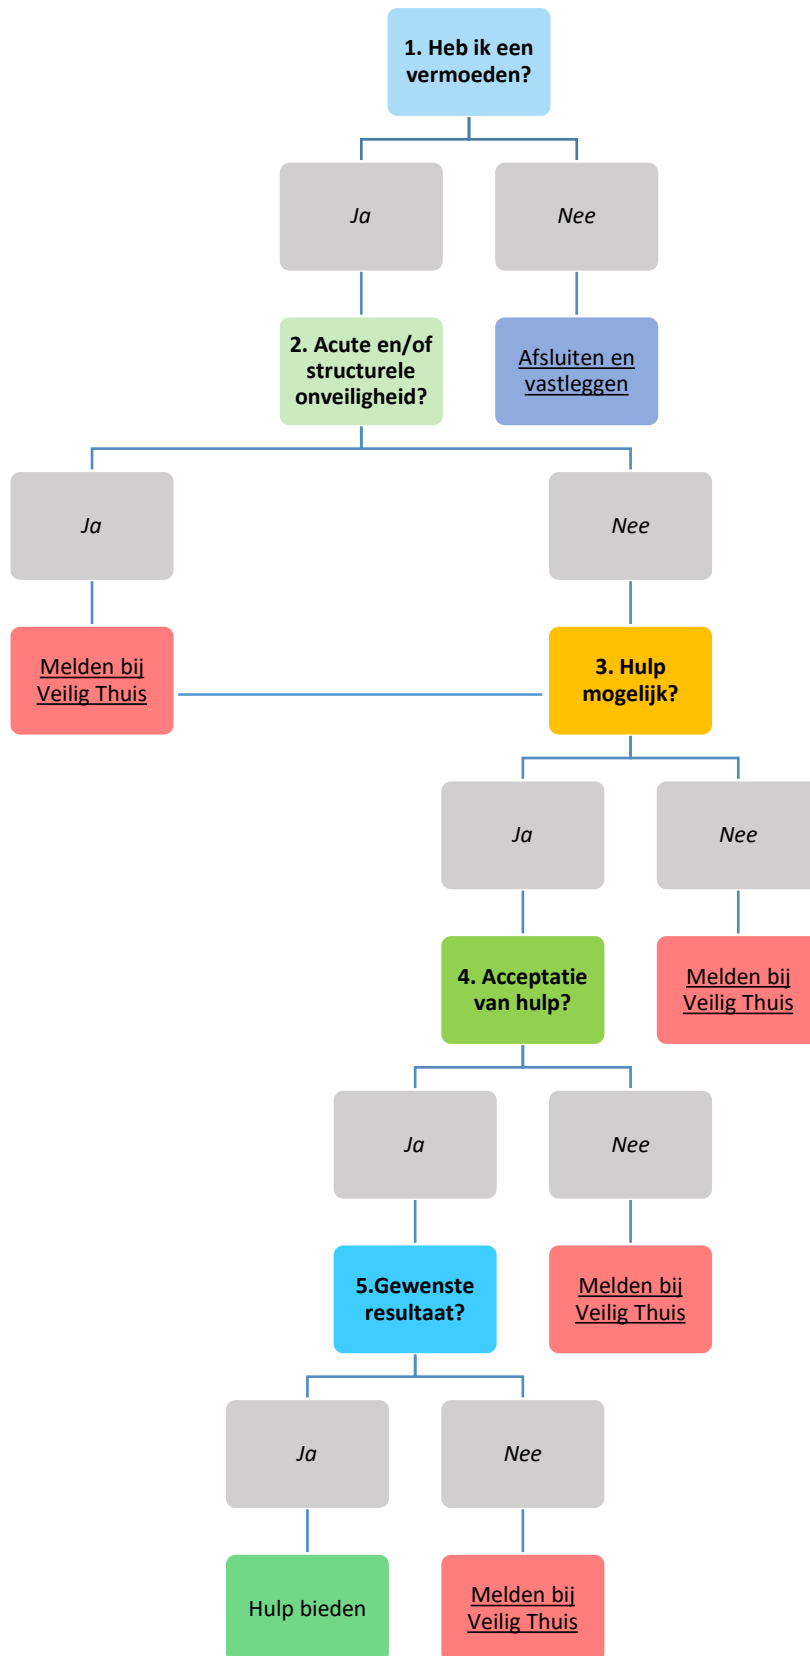 1. Heb ik een
vermoeden?
Ja
Nee
2. Acute en/of
structurele
onveiligheid?
Afsluiten en
vastleggen
Ja
Nee
Melden bij
Veilig Thuis
3. Hulp
mogelijk?
Ja
Nee
4. Acceptatie
van hulp?
Melden bij
Veilig Thuis
Ja
Nee
5.Gewenste
resultaat?
Melden bij
Veilig Thuis
Ja
Nee
Hulp bieden
Melden bij
Veilig Thuis